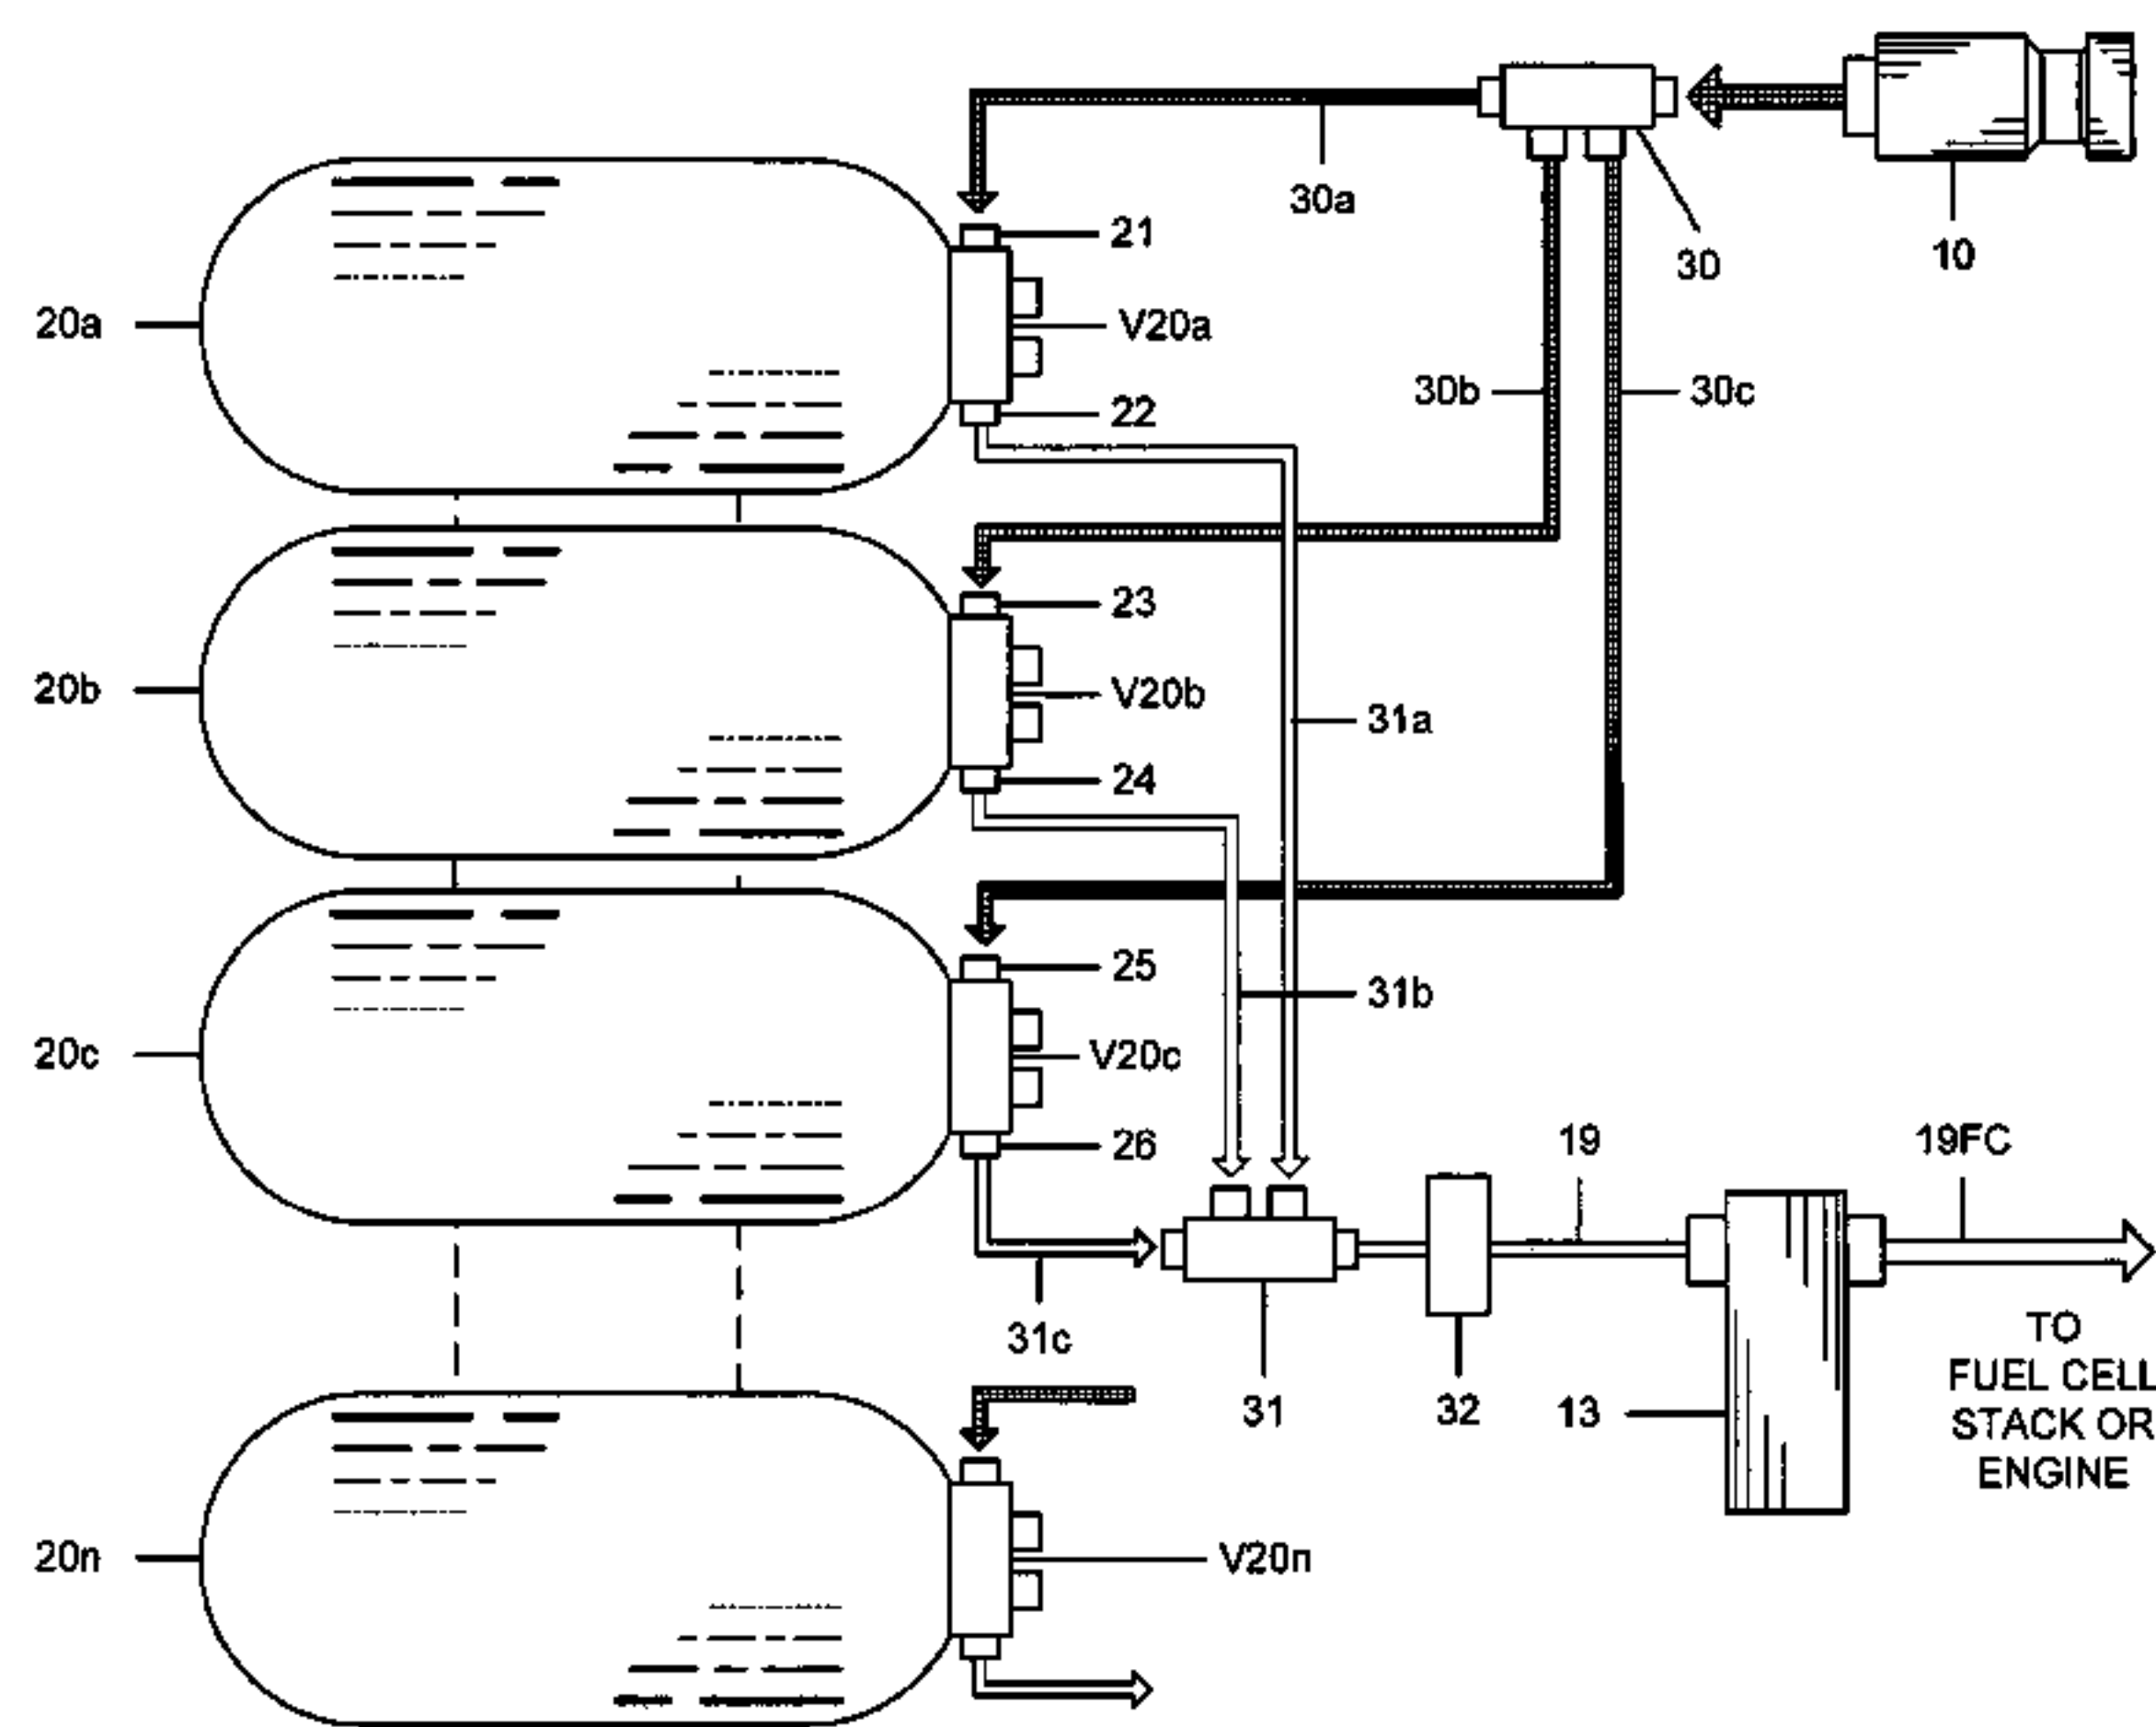 30a
30
10
21
20a
V20a
30b
30c
22
23
20b
V20b
31a
24
25
31b
20c
V20c
26
19
19FC
31c
TO
FUEL CELL
STACK OR
ENGINE
31
32
13
20n
V20n